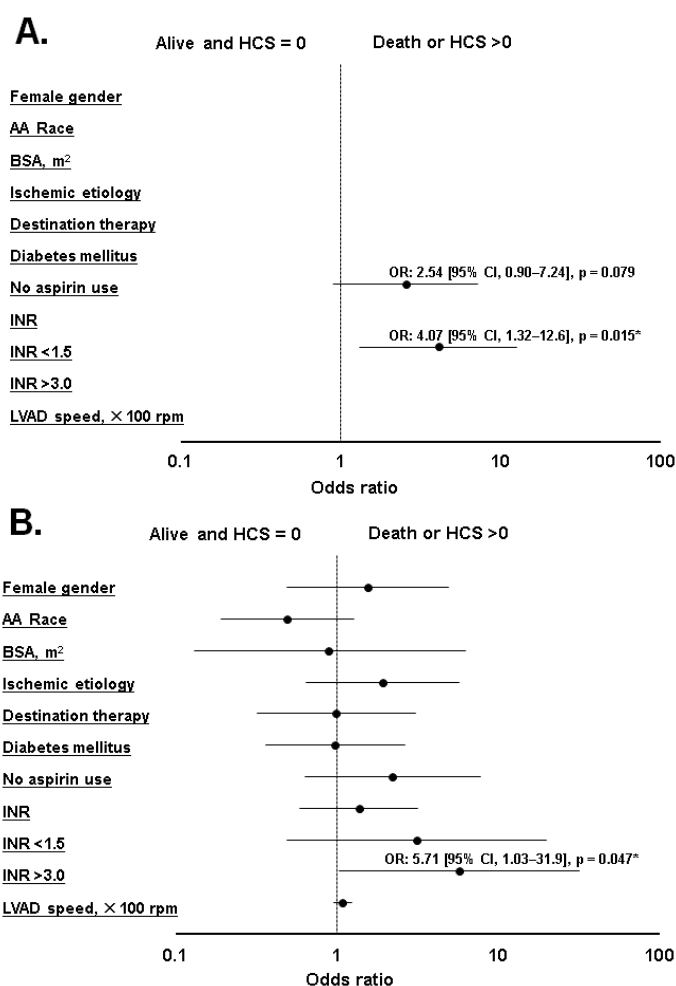 A.
Alive and HCS = 0 Death or HCS >0
Female gender
AA Race
BSA, m²
Ischemic etiology
Destination therapy
Diabetes mellitus
OR: 2.54 [95% CI, 0.90–7.24], p = 0.079
No aspirin use
INR
OR: 4.07 [95% CI, 1.32–12.6], p = 0.015*
INR <1.5
INR >3.0
LVAD speed, ×100 rpm
0.1 1 10 100
Odds ratio
B.
Alive and HCS = 0 Death or HCS >0
Female gender
AA Race
BSA, m²
Ischemic etiology
Destination therapy
Diabetes mellitus
No aspirin use
INR
INR <1.5
OR: 5.71 [95% CI, 1.03–31.9], p = 0.047*
INR >3.0
LVAD speed, ×100 rpm
0.1 1 10 100
Odds ratio